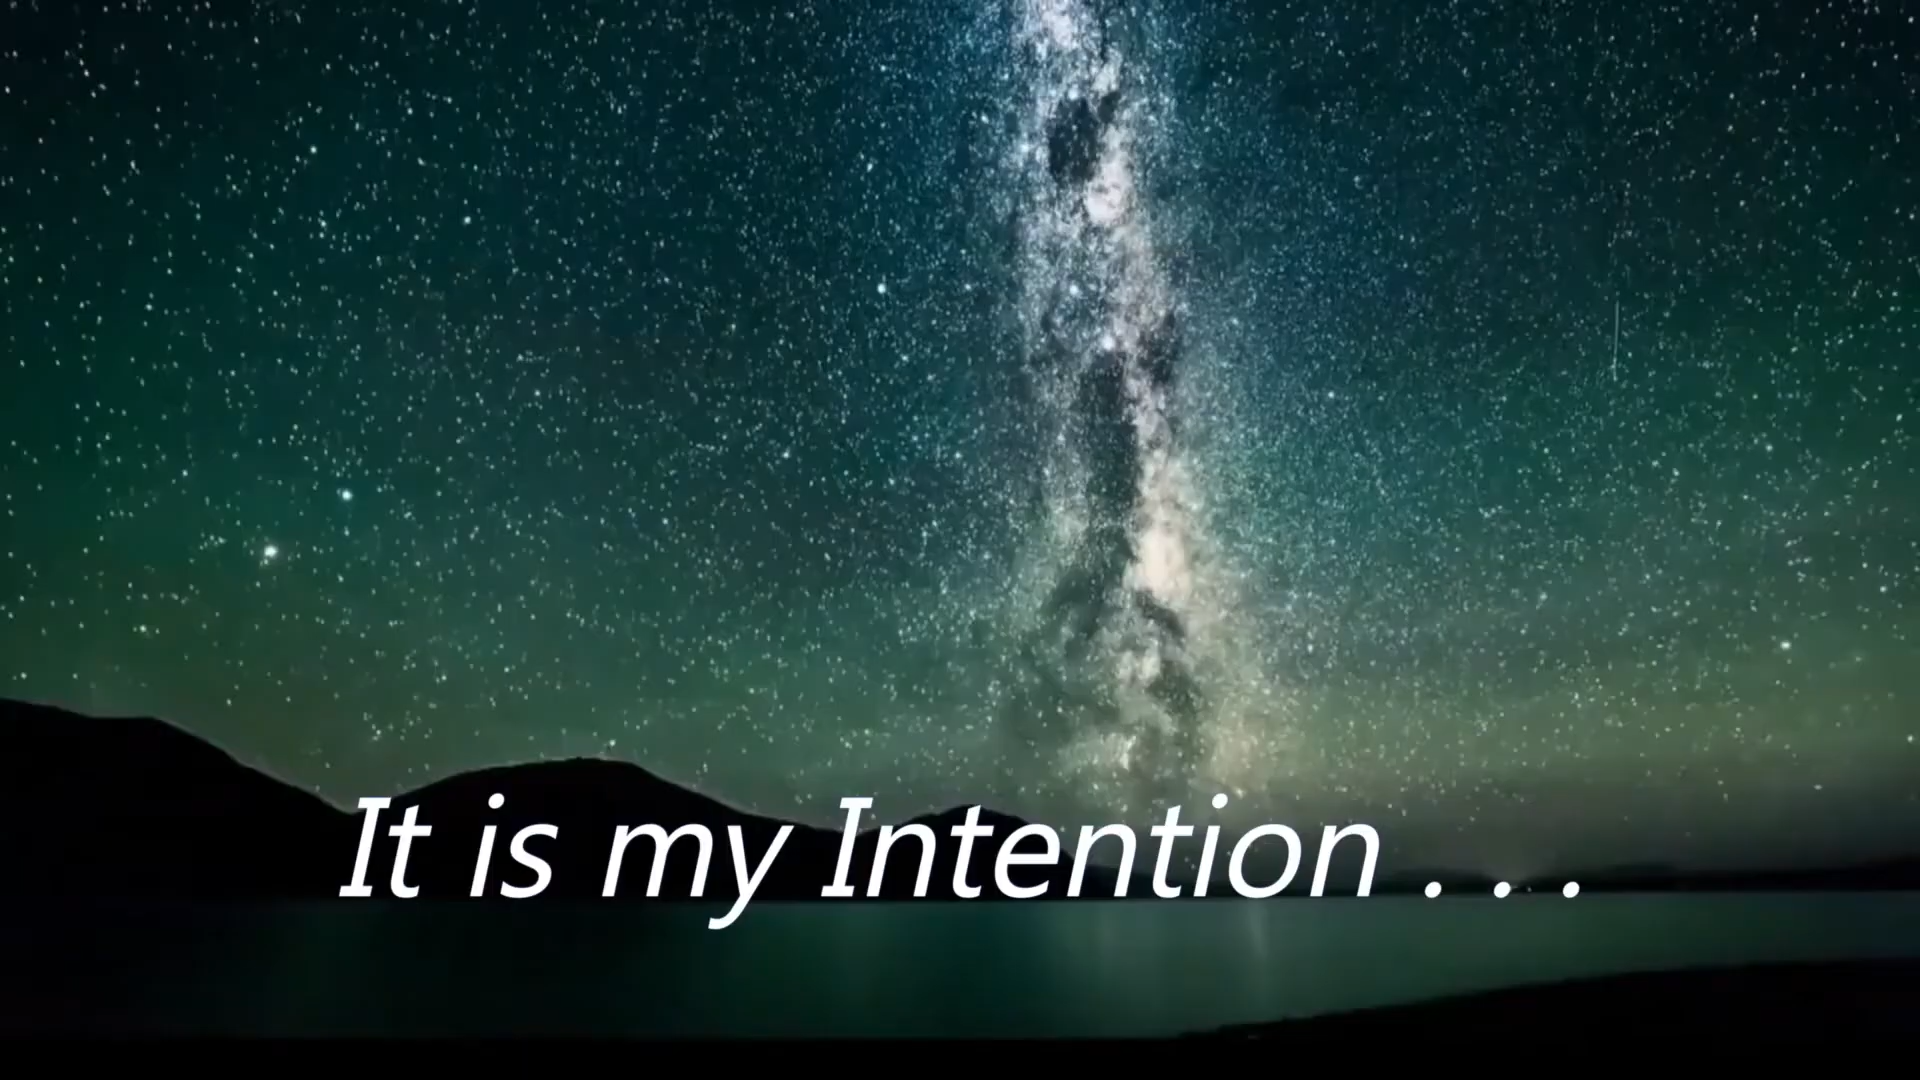 It is my Intention . . .